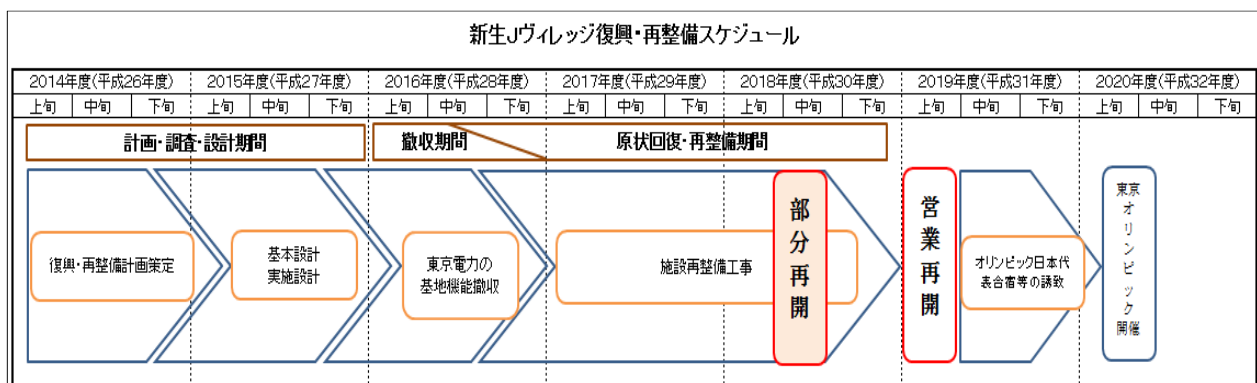 新生Jヴィレッジ復興・再整備スケジュール
2014年度(平成26年度) 2015年度(平成27年度) 2016年度(平成28年度) 2017年度(平成29年度) 2018年度(平成30年度) 2019年度(平成31年度) 2020年度(平成32年度)
上旬 中旬 下旬 上旬 中旬 下旬 上旬 中旬 下旬 上旬 中旬 下旬 上旬 中旬 下旬 上旬 中旬 下旬 上旬 中旬 下旬
計画・調査・設計期間
撤収期間
原状回復・再整備期間
復興・再整備計画策定
基本設計
実施設計
東京電力の
基地機能撤収
施設再整備工事
部分再開
営業再開
オリンピック日本代
表合宿等の誘致
東京
オリンピック
開催